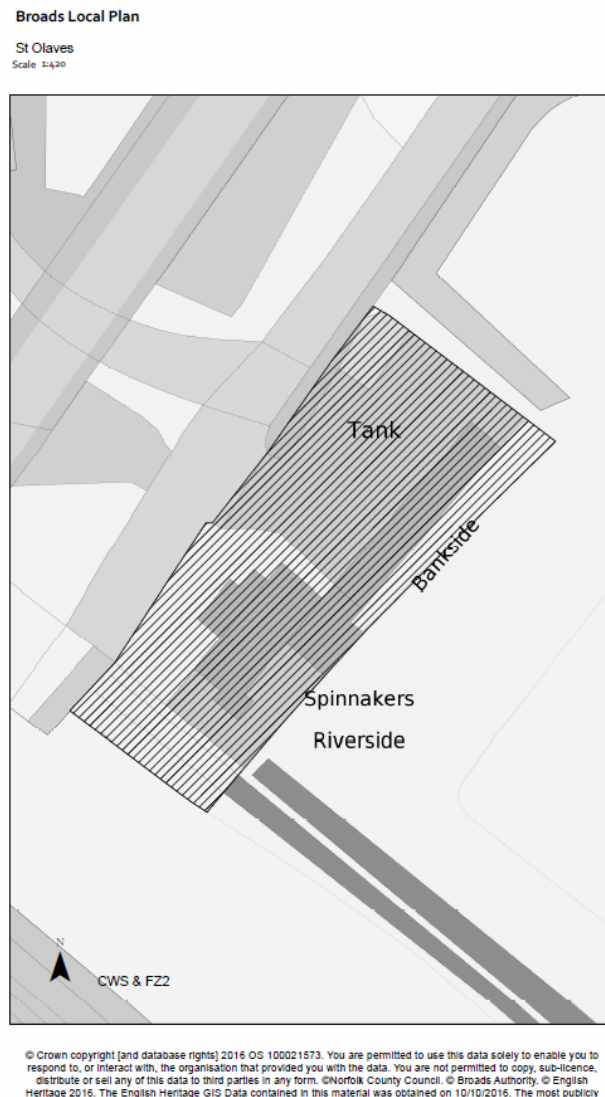 Broads Local Plan
St Olaves
Scale 1:420
Tank
Bankside
Spinnakers
Riverside
N
CWS & FZ2
© Crown copyright [and database rights] 2016 OS 100021573. You are permitted to use this data solely to enable you to
respond to, or interact with, the organisation that provided you with the data. You are not permitted to copy, sub-licence,
distribute or sell any of this data to third parties in any form. ©Norfolk County Council. © Broads Authority. © English
Heritage 2016. The English Heritage GIS Data contained in this material was obtained on 10/10/2016. The most publicly